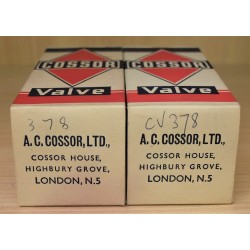 COSSOR
Valve
378
A. C. COSSOR, LTD.,
COSSOR HOUSE,
HIGHBURY GROVE,
LONDON, N.5
COSSOR
Valve
CV378
A. C. COSSOR, LTD.,
COSSOR HOUSE,
HIGHBURY GROVE,
LONDON, N.5